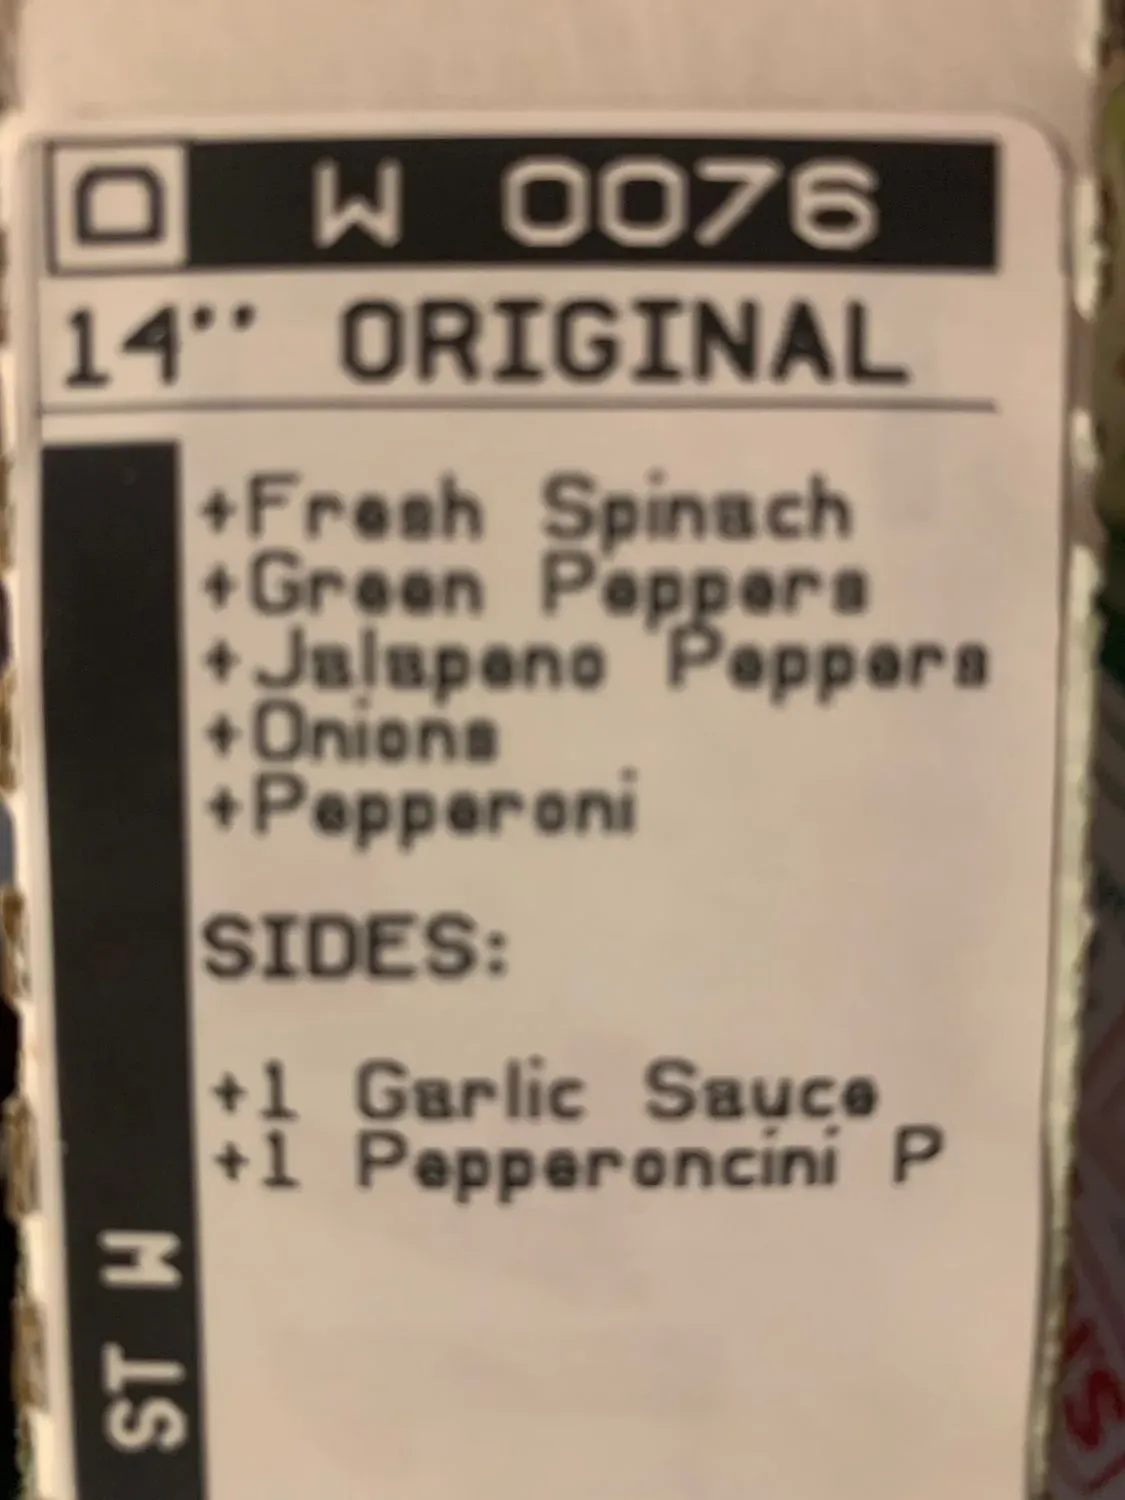 D W 0076
14" ORIGINAL
+Fresh Spinach
+Green Peppers
+Jalapeno Peppers
+Onions
+Pepperoni
SIDES:
+1 Garlic Sauce
+1 Pepperoncini P
ST W